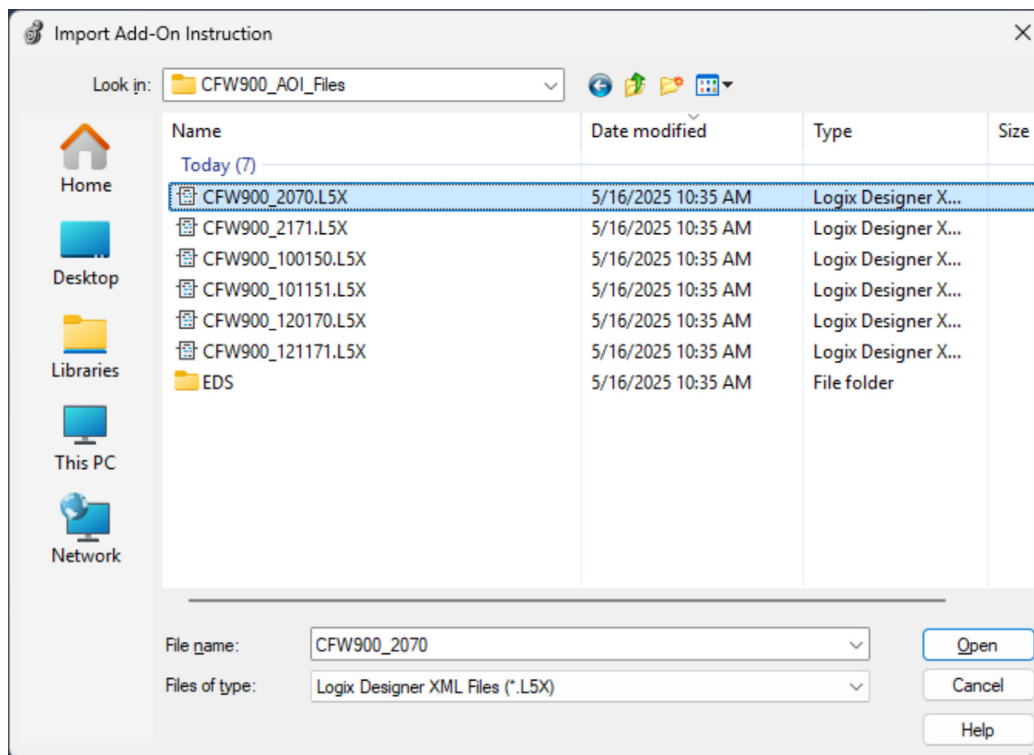 Import Add-On Instruction
Look in: CFW900_AOI_Files
Name Date modified Type Size
Today (7)
CFW900_2070.L5X 5/16/2025 10:35 AM Logix Designer X...
CFW900_2171.L5X 5/16/2025 10:35 AM Logix Designer X...
CFW900_100150.L5X 5/16/2025 10:35 AM Logix Designer X...
CFW900_101151.L5X 5/16/2025 10:35 AM Logix Designer X...
CFW900_120170.L5X 5/16/2025 10:35 AM Logix Designer X...
CFW900_121171.L5X 5/16/2025 10:35 AM Logix Designer X...
EDS 5/16/2025 10:35 AM File folder
Home
Desktop
Libraries
This PC
Network
File name: CFW900_2070 Open
Files of type: Logix Designer XML Files (*.L5X) Cancel
Help